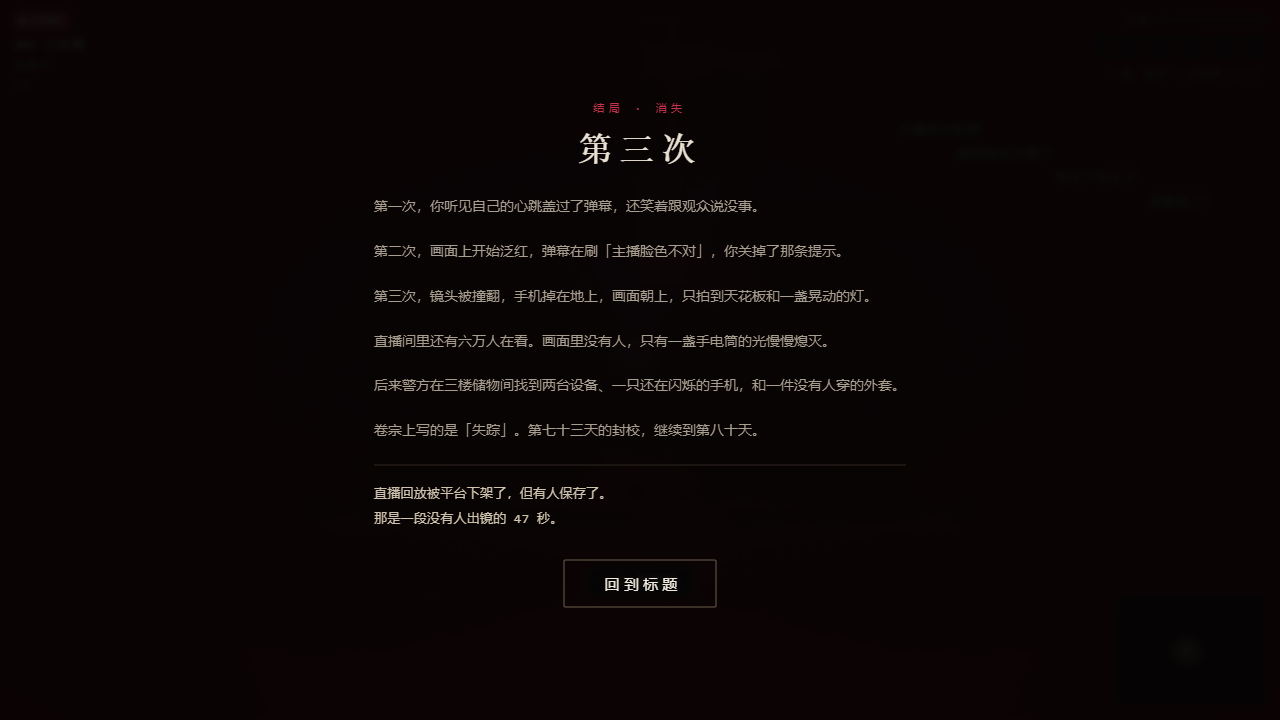 结局 · 消失
第三次
第一次，你听见自己的心跳盖过了弹幕，还笑着跟观众说没事。
第二次，画面上开始泛红，弹幕在刷「主播脸色不对」，你关掉了那条提示。
第三次，镜头被撞翻，手机掉在地上，画面朝上，只拍到天花板和一盏晃动的灯。
直播间里还有六万人在看。画面里没有人，只有一盏手电筒的光慢慢熄灭。
后来警方在三楼储物间找到两台设备、一只还在闪烁的手机，和一件没有人穿的外套。
卷宗上写的是「失踪」。第七十三天的封校，继续到第八十天。
直播回放被平台下架了，但有人保存了。
那是一段没有人出镜的 47 秒。
回到标题